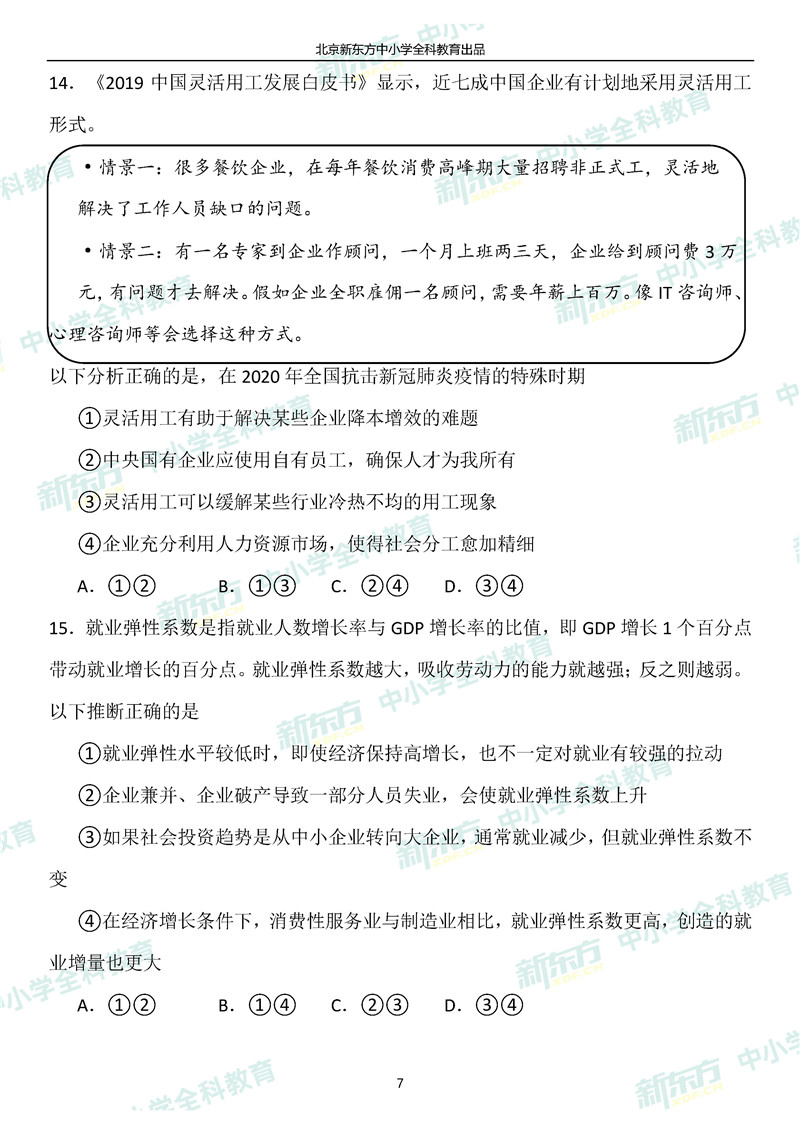 北京新东方中小学全科教育出品
14．《2019 中国灵活用工发展白皮书》显示，近七成中国企业有计划地采用灵活用工
形式。
• 情景一：很多餐饮企业，在每年餐饮消费高峰期大量招聘非正式工，灵活地
解决了工作人员缺口的问题。
• 情景二：有一名专家到企业作顾问，一个月上班两三天，企业给到顾问费 3 万
元，有问题才去解决。假如企业全职雇佣一名顾问，需要年薪上百万。像 IT 咨询师、
心理咨询师等会选择这种方式。
以下分析正确的是，在 2020 年全国抗击新冠肺炎疫情的特殊时期
①灵活用工有助于解决某些企业降本增效的难题
②中央国有企业应使用自有员工，确保人才为我所有
③灵活用工可以缓解某些行业冷热不均的用工现象
④企业充分利用人力资源市场，使得社会分工愈加精细
A．①② B．①③ C．②④ D．③④
15．就业弹性系数是指就业人数增长率与 GDP 增长率的比值，即 GDP 增长 1 个百分点
带动就业增长的百分点。就业弹性系数越大，吸收劳动力的能力就越强；反之则越弱。
以下推断正确的是
①就业弹性水平较低时，即使经济保持高增长，也不一定对就业有较强的拉动
②企业兼并、企业破产导致一部分人员失业，会使就业弹性系数上升
③如果社会投资趋势是从中小企业转向大企业，通常就业减少，但就业弹性系数不
变
④在经济增长条件下，消费性服务业与制造业相比，就业弹性系数更高，创造的就
业增量也更大
A．①② B．①④ C．②③ D．③④
7
新东方 XDF.CN 中小学全科教育